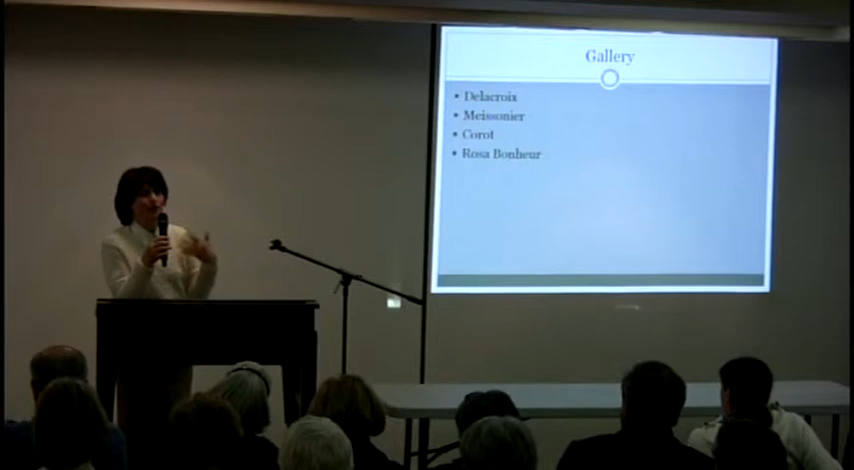 Gallery
• Delacroix
• Meissonier
• Corot
• Rosa Bonheur